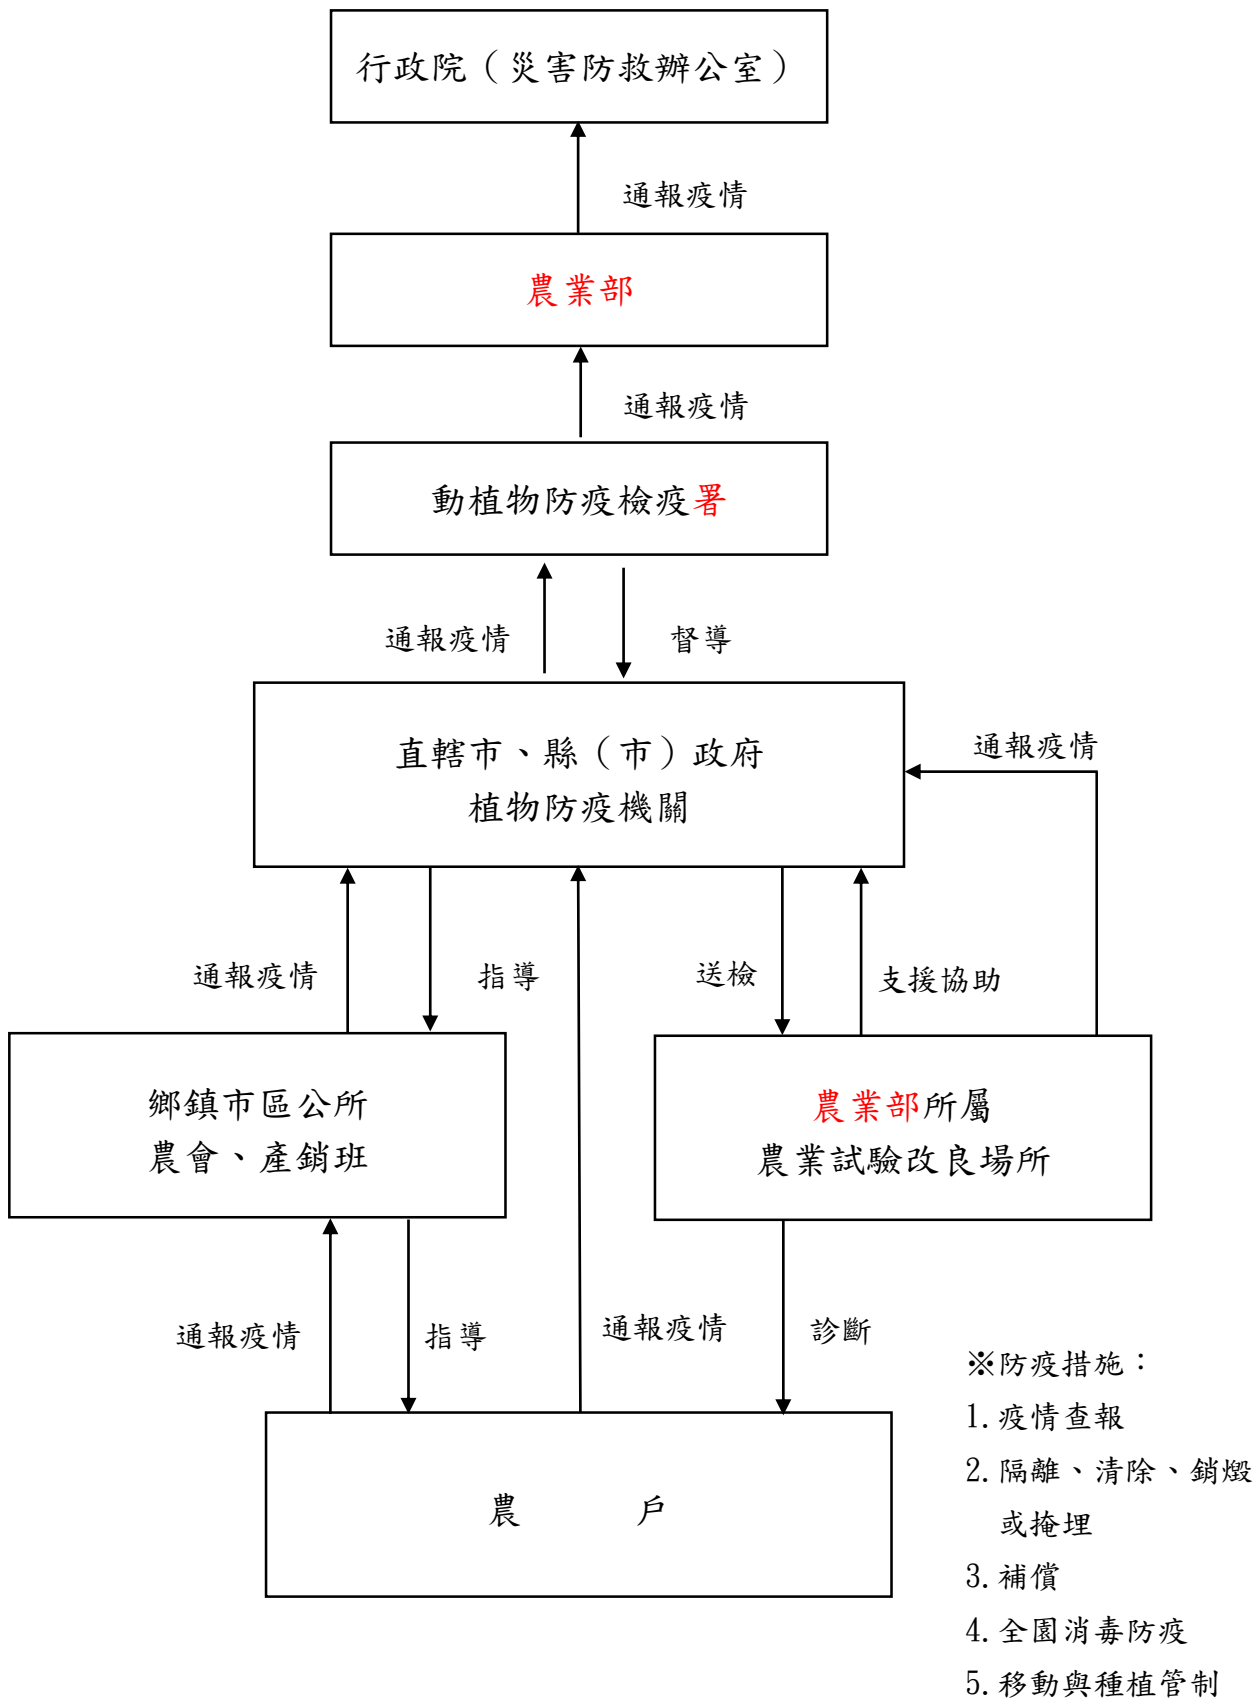 行政院（災害防救辦公室）
通報疫情
農業部
通報疫情
動植物防疫檢疫署
通報疫情
督導
直轄市、縣（市）政府
植物防疫機關
通報疫情
通報疫情
指導
送檢
支援協助
鄉鎮市區公所
農會、產銷班
農業部所屬
農業試驗改良場所
通報疫情
指導
通報疫情
診斷
農 戶
※防疫措施：
1.疫情查報
2.隔離、清除、銷燬
或掩埋
3.補償
4.全園消毒防疫
5.移動與種植管制